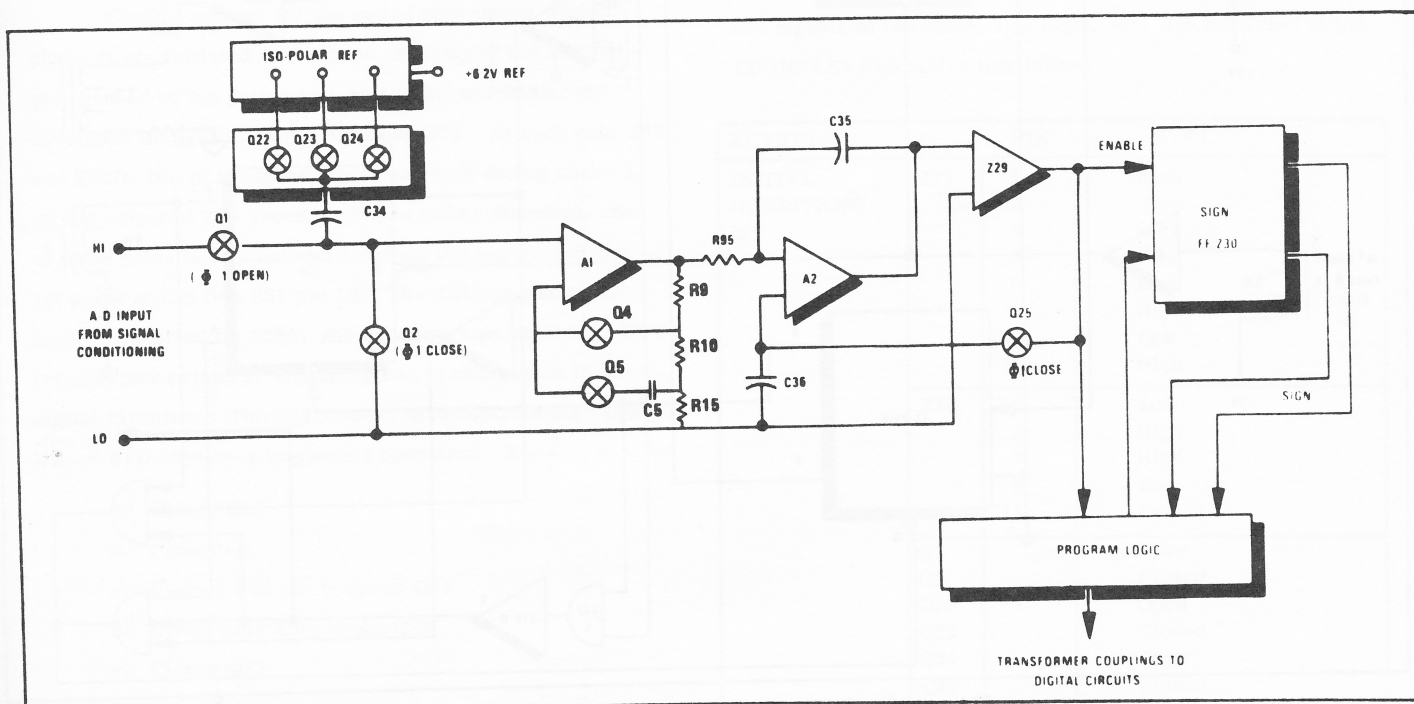 ISO-POLAR REF
+6 2V REF
Q22
Q23
Q24
C34
HI
Q1
( Φ 1 OPEN)
A D INPUT
FROM SIGNAL
CONDITIONING
LO
Q2
(Φ 1 CLOSE)
A1
Q4
Q5
C5
R9
R10
R15
R95
C35
A2
C36
Z29
Q25
Φ1CLOSE
ENABLE
SIGN
FF 230
SIGN
PROGRAM LOGIC
TRANSFORMER COUPLINGS TO
DIGITAL CIRCUITS